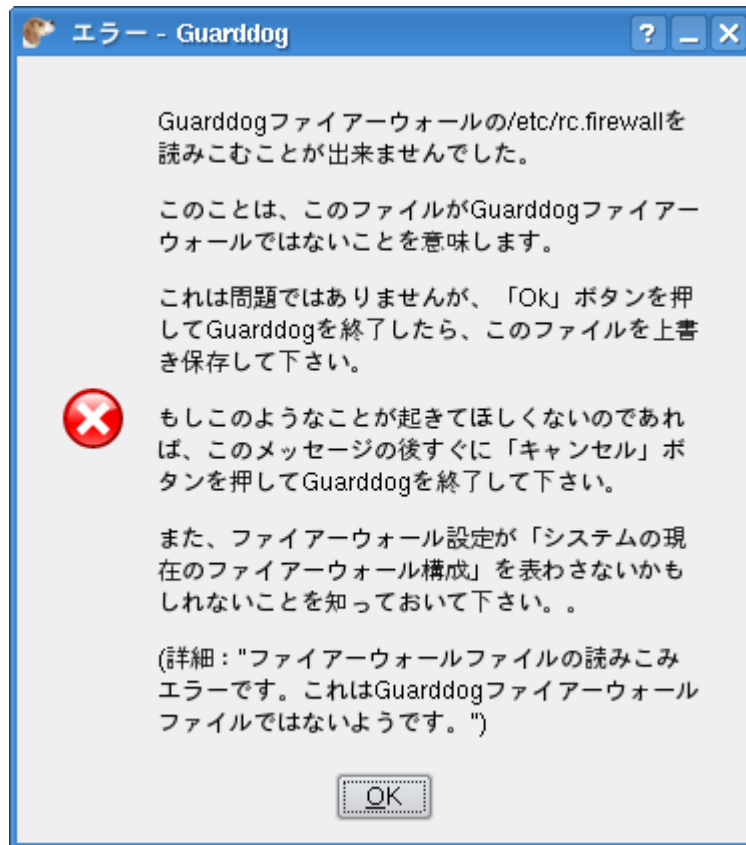 エラー - Guarddog
Guarddogファイアーウォールの/etc/rc.firewallを
読みこむことが出来ませんでした。
このことは、このファイルがGuarddogファイアー
ウォールではないことを意味します。
これは問題ではありませんが、「Ok」ボタンを押
してGuarddogを終了したら、このファイルを上書
き保存して下さい。
もしこのようなことが起きてほしくないのであれ
ば、このメッセージの後すぐに「キャンセル」ボ
タンを押してGuarddogを終了して下さい。
また、ファイアーウォール設定が「システムの現
在のファイアーウォール構成」を表わさないかも
しれないことを知っておいて下さい。。
(詳細："ファイアーウォールファイルの読みこみ
エラーです。これはGuarddogファイアーウォール
ファイルではないようです。")
OK